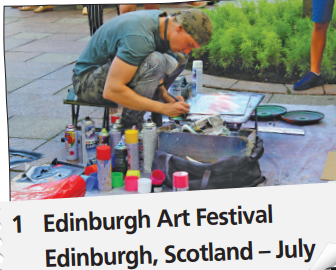 1 Edinburgh Art Festival
Edinburgh, Scotland – July